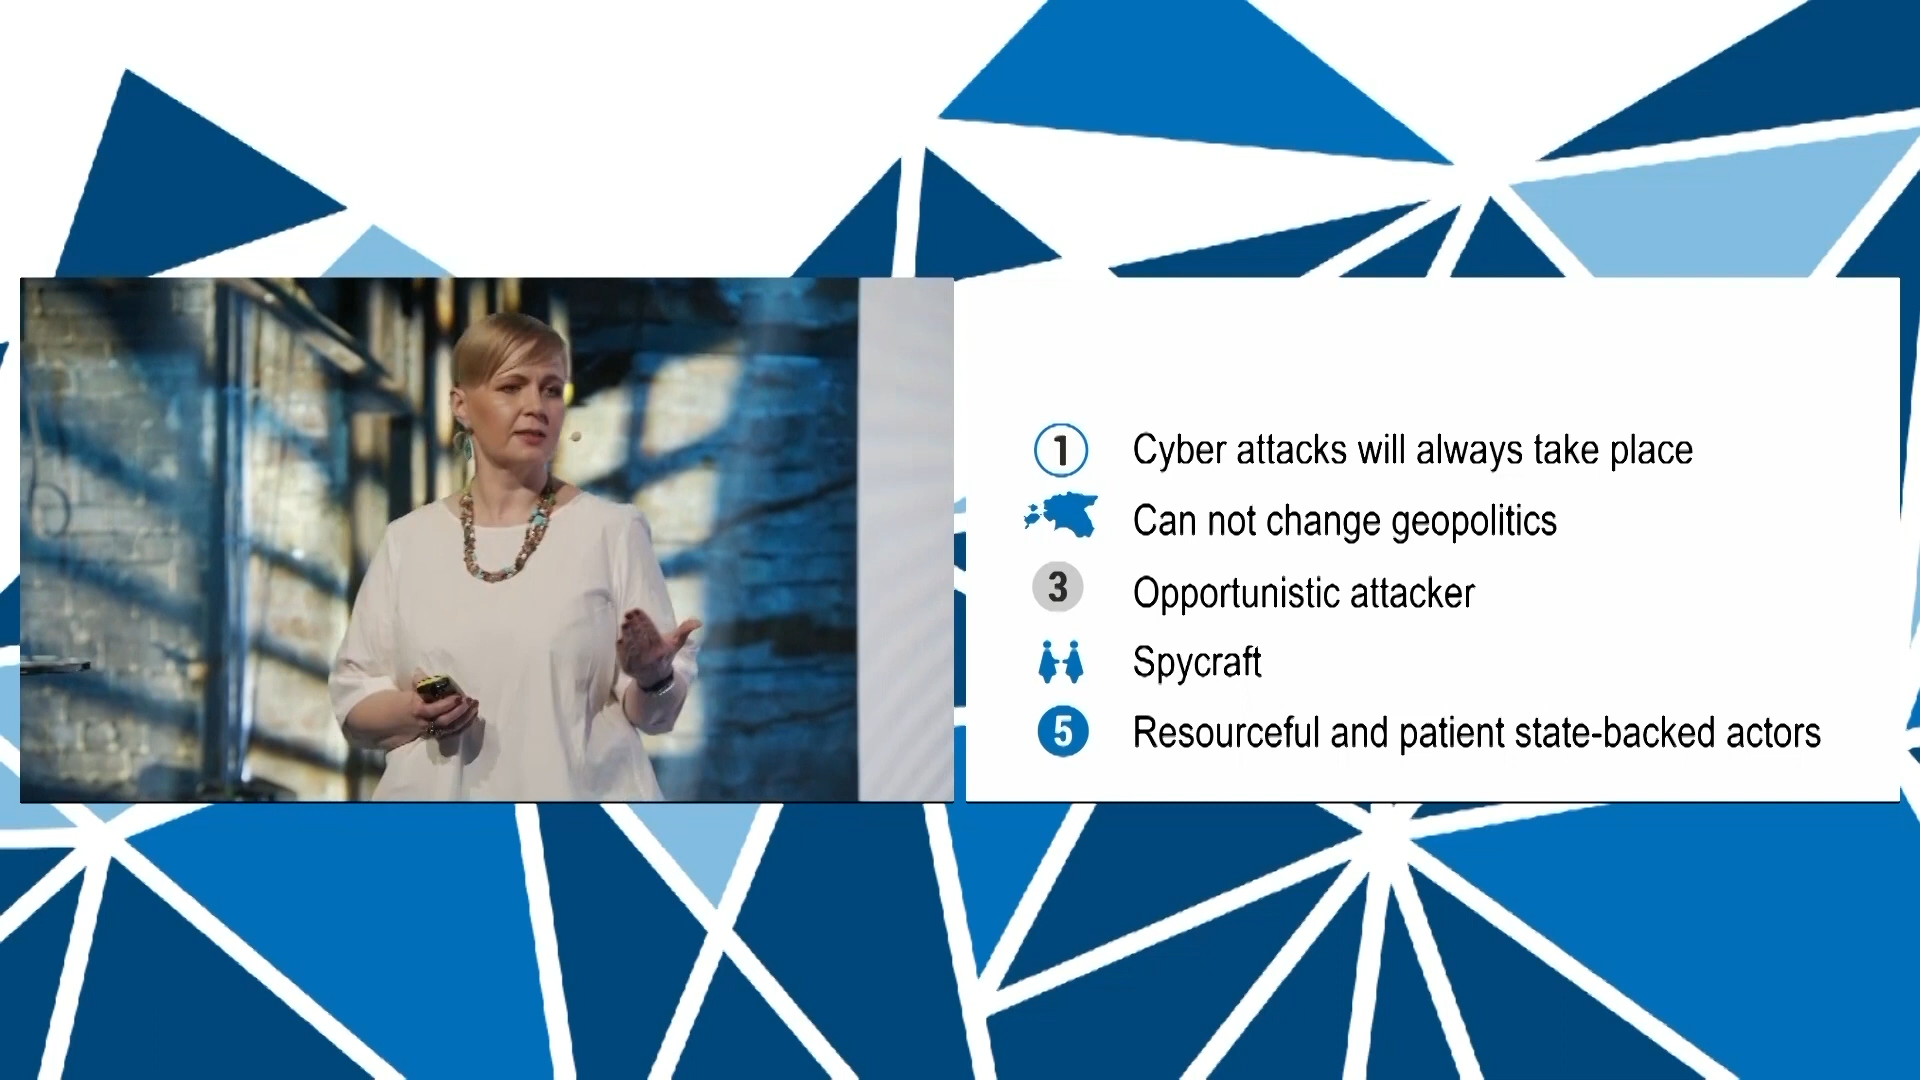 1 Cyber attacks will always take place
Can not change geopolitics
3 Opportunistic attacker
Spycraft
5 Resourceful and patient state-backed actors